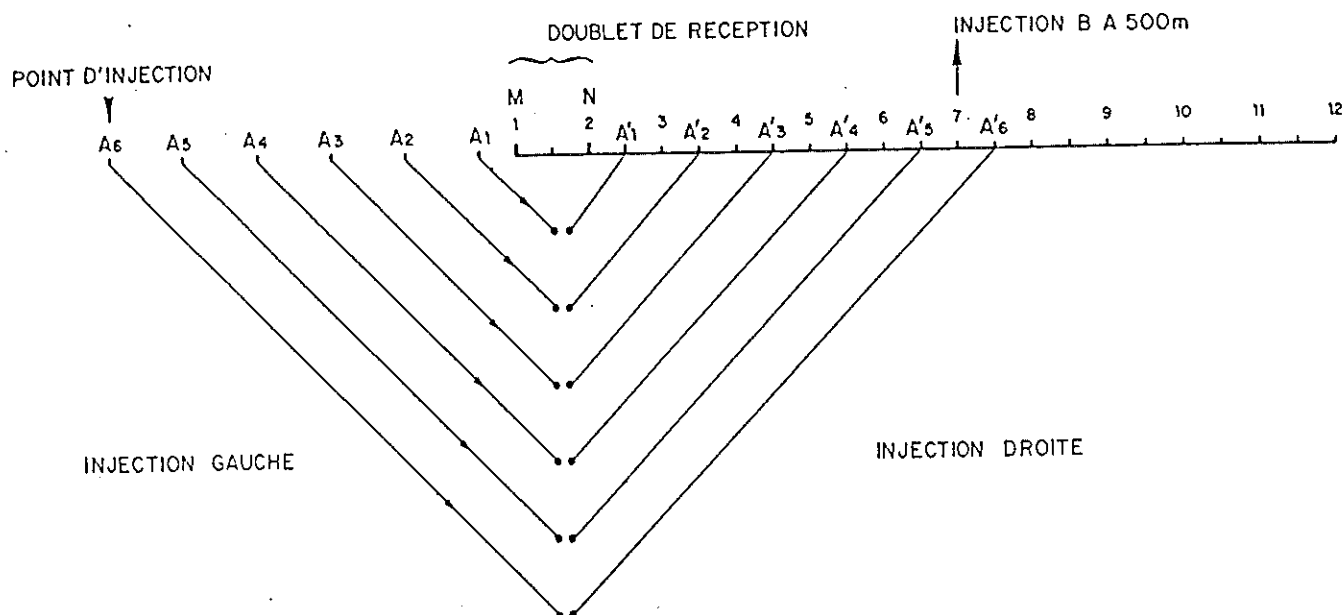 DOUBLET DE RECEPTION
INJECTION B A 500m
POINT D'INJECTION
M N
1 2 3 4 5 6 7 8 9 10 11 12
A6 A5 A4 A3 A2 A1 A'1 A'2 A'3 A'4 A'5 A'6
INJECTION GAUCHE
INJECTION DROITE